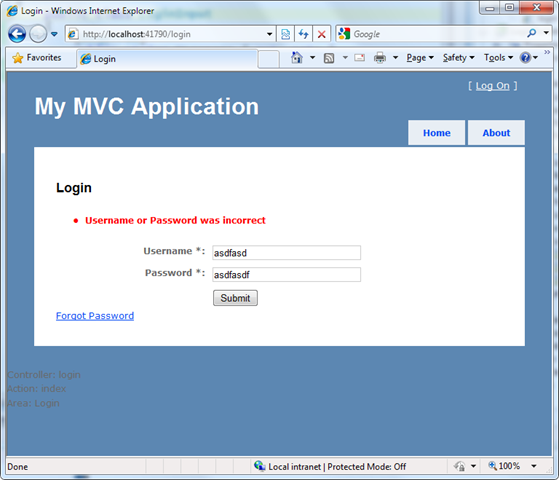 Login - Windows Internet Explorer
http://localhost:41790/login
Google
Favorites
Login
Page
Safety
Tools
[ Log On ]
My MVC Application
Home
About
Login
Username or Password was incorrect
Username *:
asdfasd
Password *:
asdfasdf
Submit
Forgot Password
Controller: login
Action: index
Area: Login
Done
Local intranet | Protected Mode: Off
100%